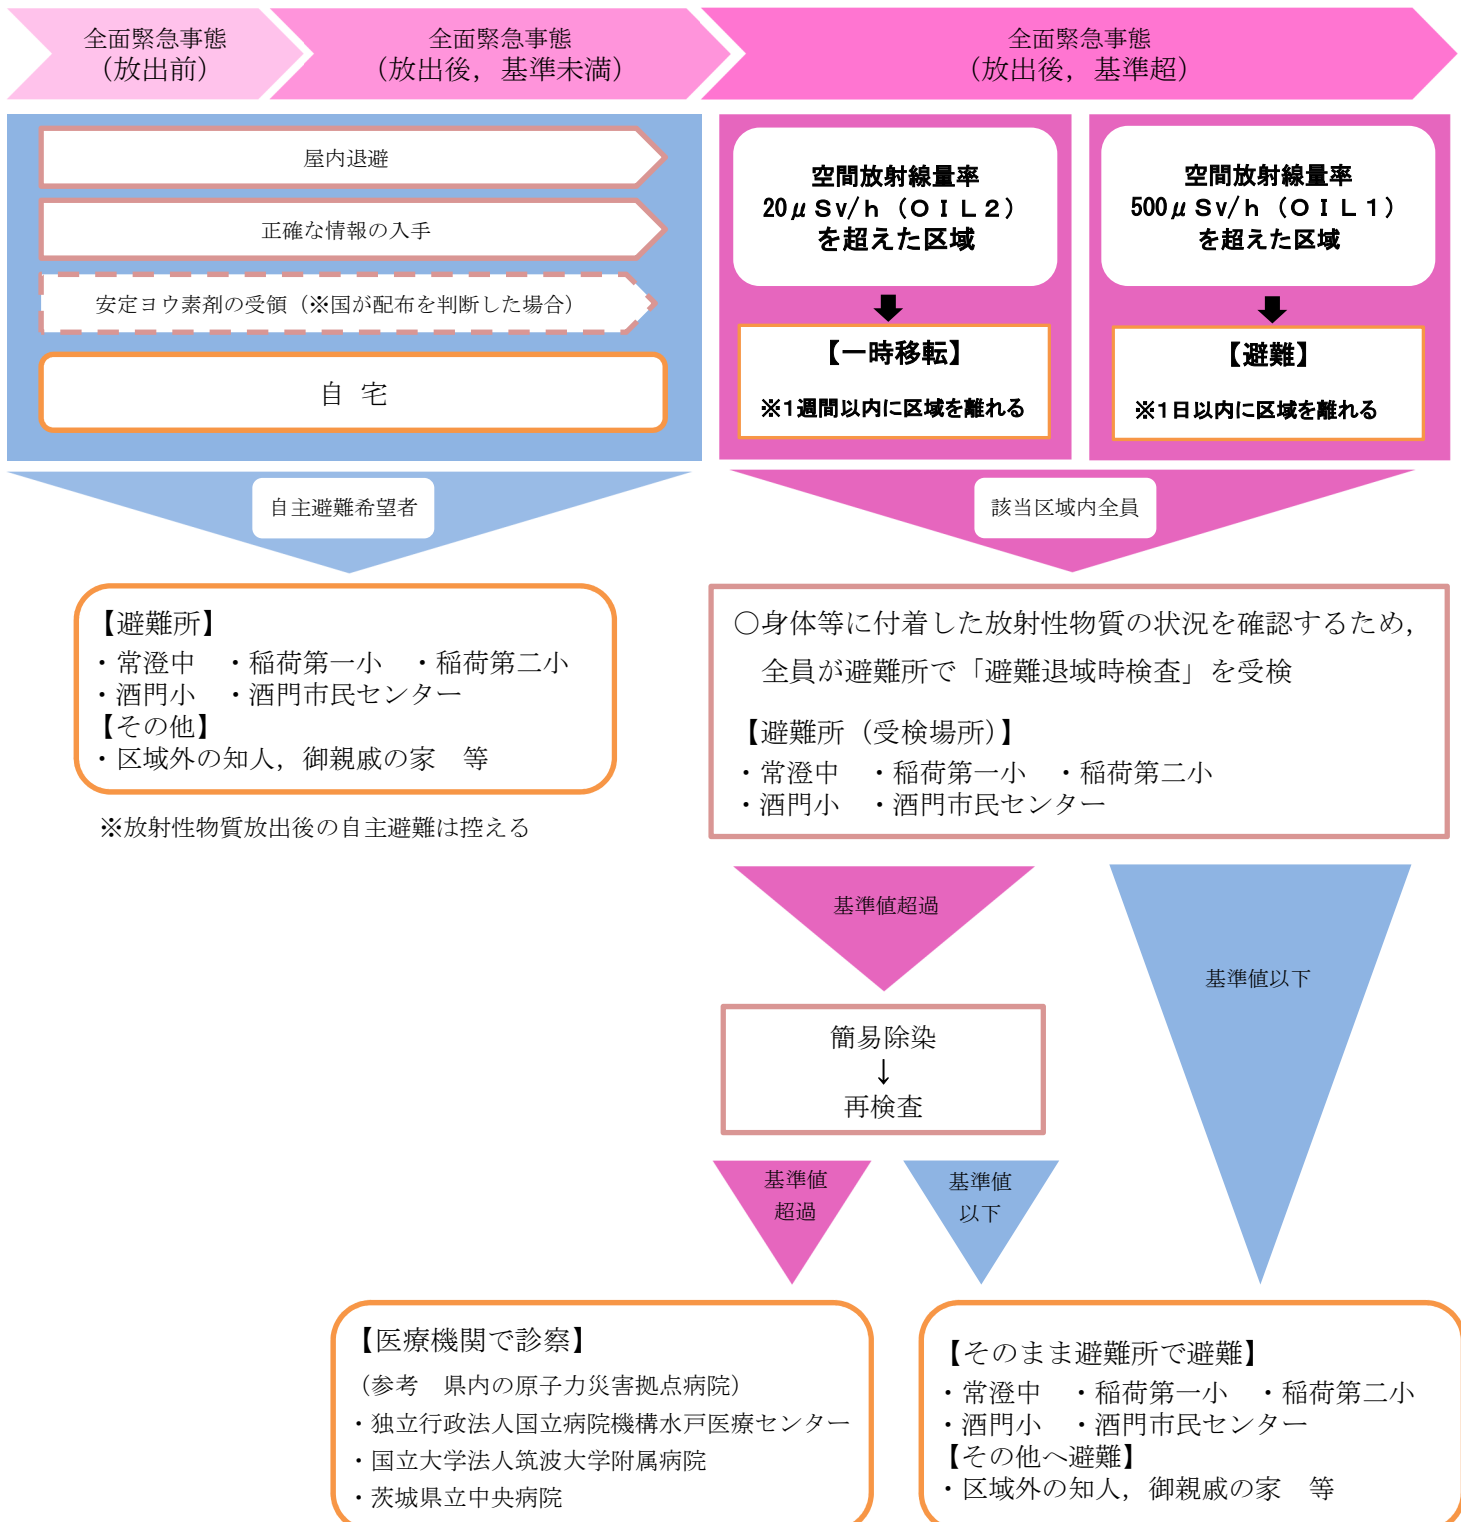 全面緊急事態
（放出前）
全面緊急事態
（放出後，基準未満）
全面緊急事態
（放出後，基準超）
屋内退避
正確な情報の入手
安定ヨウ素剤の受領（※国が配布を判断した場合）
自 宅
空間放射線量率
20μSv/h（OIL2）
を超えた区域
【一時移転】
※1週間以内に区域を離れる
空間放射線量率
500μSv/h（OIL1）
を超えた区域
【避難】
※1日以内に区域を離れる
自主避難希望者
該当区域内全員
【避難所】
・常澄中　・稲荷第一小　・稲荷第二小
・酒門小　・酒門市民センター
【その他】
・区域外の知人，御親戚の家　等
※放射性物質放出後の自主避難は控える
○身体等に付着した放射性物質の状況を確認するため，
全員が避難所で「避難退域時検査」を受検
【避難所（受検場所）】
・常澄中　・稲荷第一小　・稲荷第二小
・酒門小　・酒門市民センター
基準値超過
基準値以下
簡易除染
↓
再検査
基準値
超過
基準値
以下
【医療機関で診察】
（参考　県内の原子力災害拠点病院）
・独立行政法人国立病院機構水戸医療センター
・国立大学法人筑波大学附属病院
・茨城県立中央病院
【そのまま避難所で避難】
・常澄中　・稲荷第一小　・稲荷第二小
・酒門小　・酒門市民センター
【その他へ避難】
・区域外の知人，御親戚の家　等